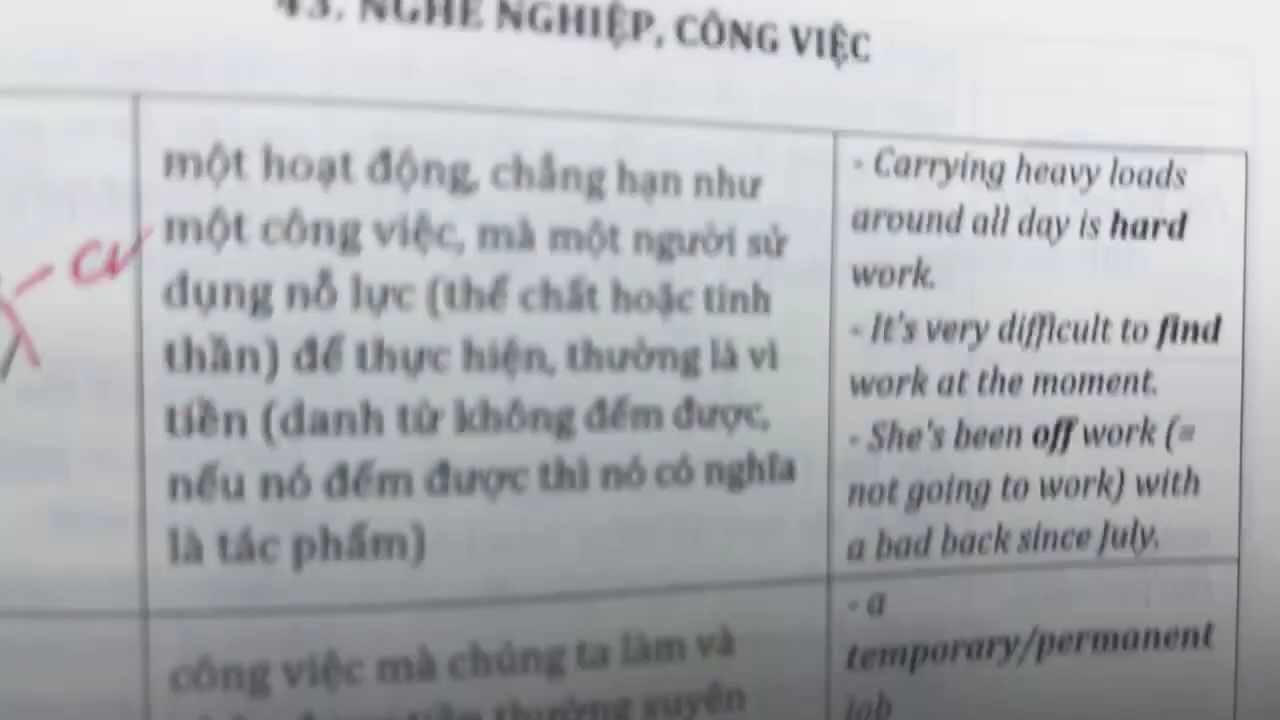 43. NGHỀ NGHIỆP, CÔNG VIỆC
một hoạt động, chẳng hạn như
một công việc, mà một người sử
dụng nỗ lực (thể chất hoặc tinh
thần) để thực hiện, thường là vì
tiền (danh từ không đếm được,
nếu nó đếm được thì nó có nghĩa
là tác phẩm)
- Carrying heavy loads
around all day is hard
work.
- It's very difficult to find
work at the moment.
- She's been off work (=
not going to work) with
a bad back since July.
công việc mà chúng ta làm và
tiền thường xuyên
- a
temporary/permanent
job